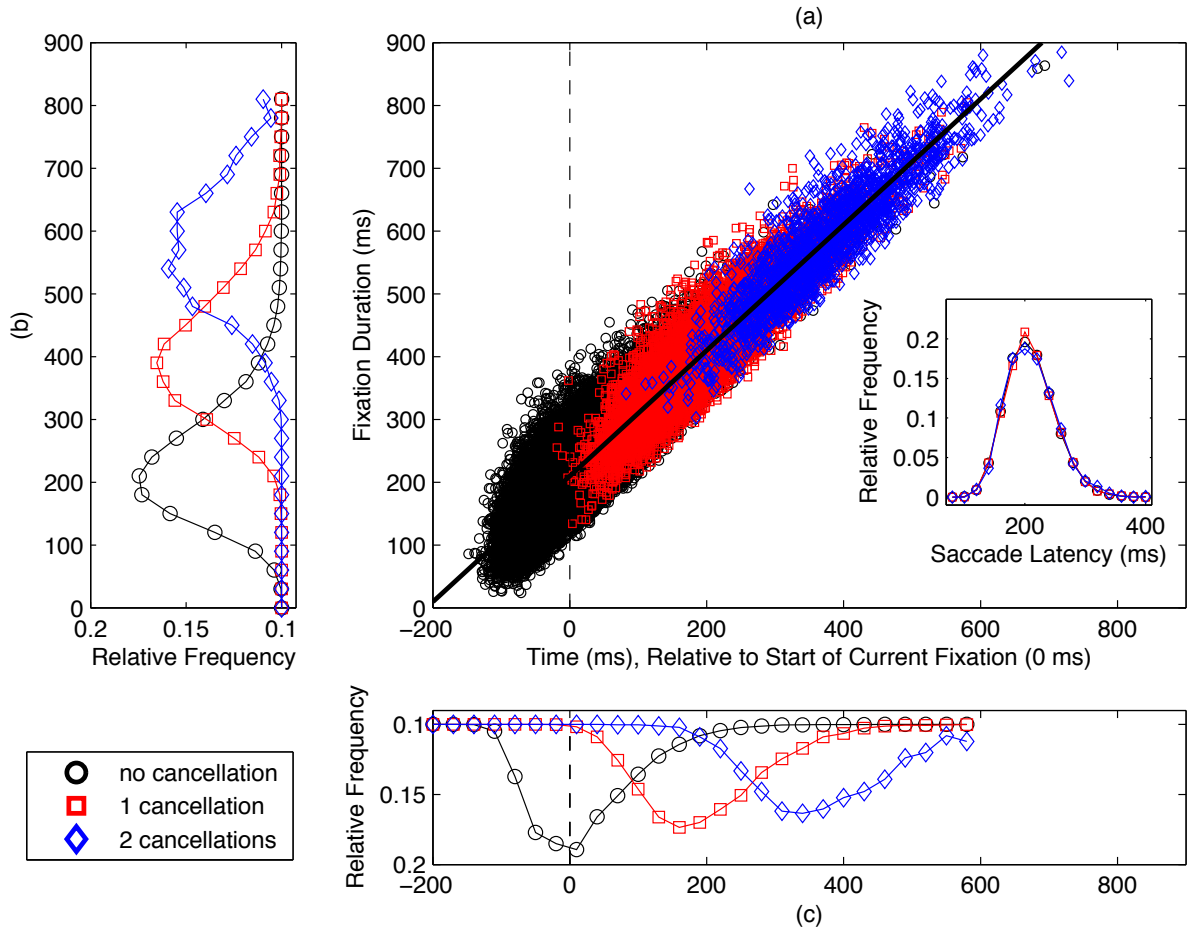 (a)
900
800
700
600
500
400
300
200
100
0
0.2 0.15 0.1
Relative Frequency
(b)
900
800
700
600
500
400
300
200
100
0
Fixation Duration (ms)
−200 0 200 400 600 800
Time (ms), Relative to Start of Current Fixation (0 ms)
0.2
0.15
0.1
0.05
0
Relative Frequency
200 400
Saccade Latency (ms)
no cancellation
1 cancellation
2 cancellations
0.1
0.15
0.2
Relative Frequency
−200 0 200 400 600 800
(c)